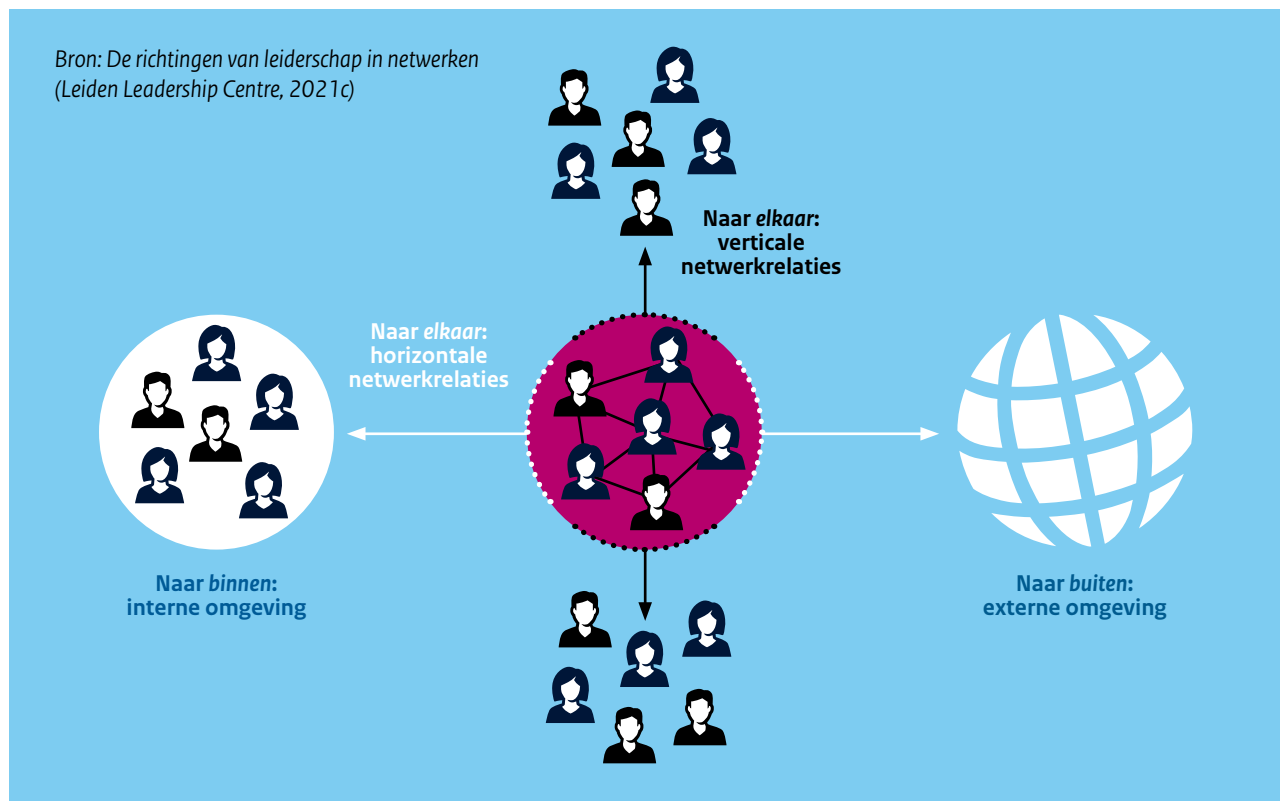 Bron: De richtingen van leiderschap in netwerken
(Leiden Leadership Centre, 2021c)
Naar elkaar:
verticale
netwerkrelaties
Naar elkaar:
horizontale
netwerkrelaties
Naar binnen:
interne omgeving
Naar buiten:
externe omgeving